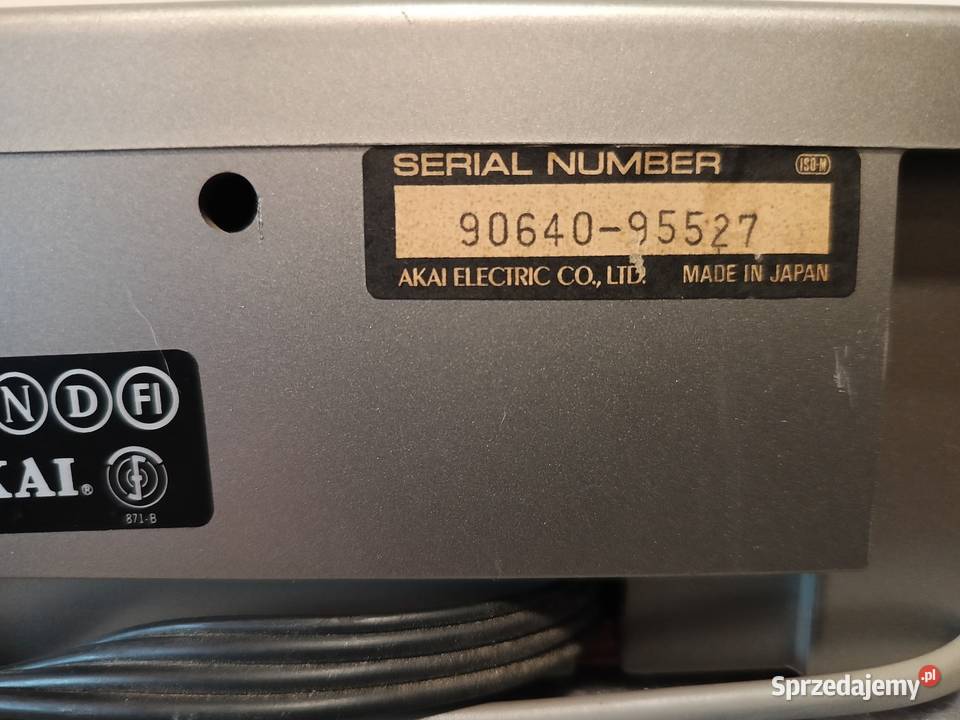 SERIAL NUMBER ISO-M
90640-95527
AKAI ELECTRIC CO., LTD. MADE IN JAPAN
N D FI
KAI®
871-B
Sprzedajemy.pl